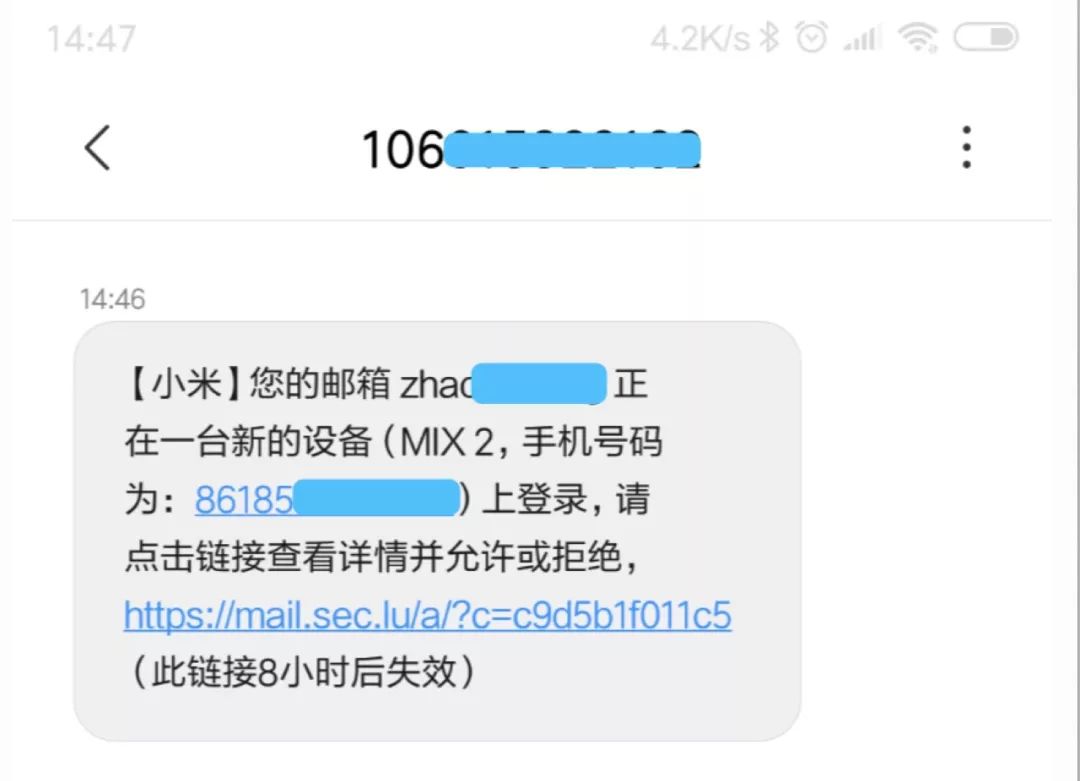 14:47
4.2K/s
106
14:46
【小米】您的邮箱 zhao 正
在一台新的设备（MIX 2，手机号码
为：86185）上登录，请
点击链接查看详情并允许或拒绝，
https://mail.sec.lu/a/?c=c9d5b1f011c5
（此链接8小时后失效）